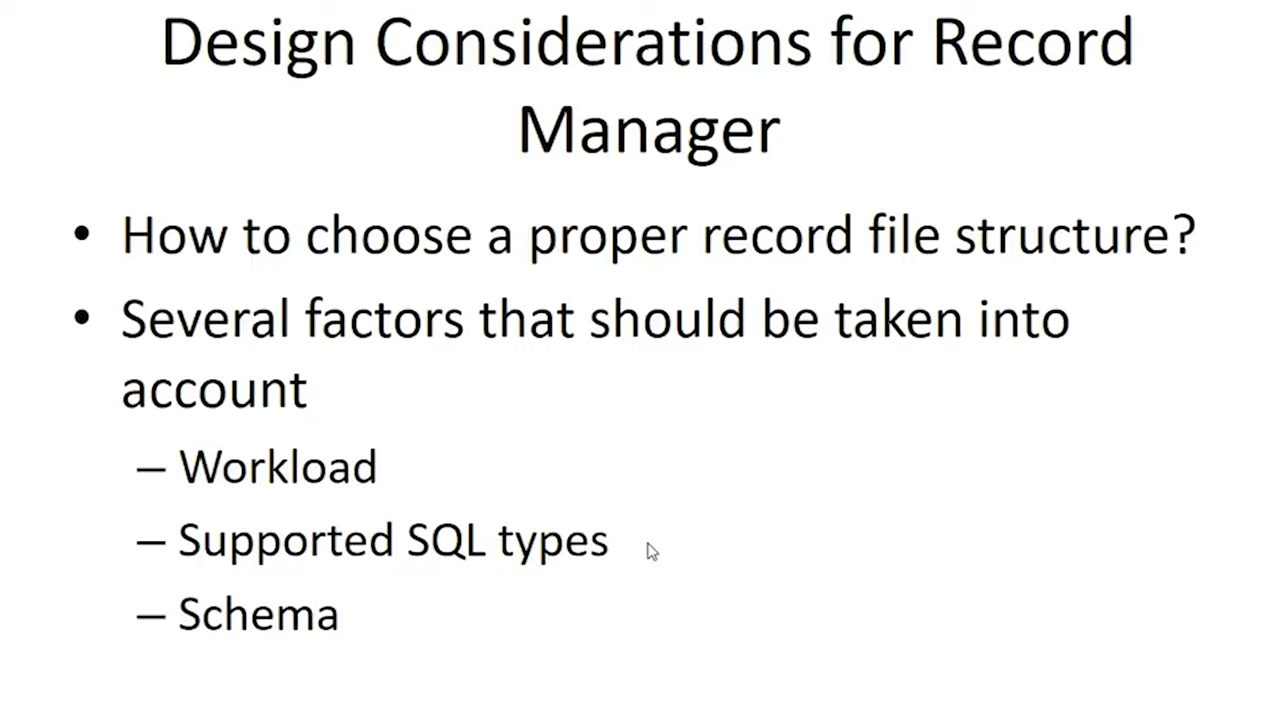 Design Considerations for Record
Manager
• How to choose a proper record file structure?
• Several factors that should be taken into
account
– Workload
– Supported SQL types
– Schema